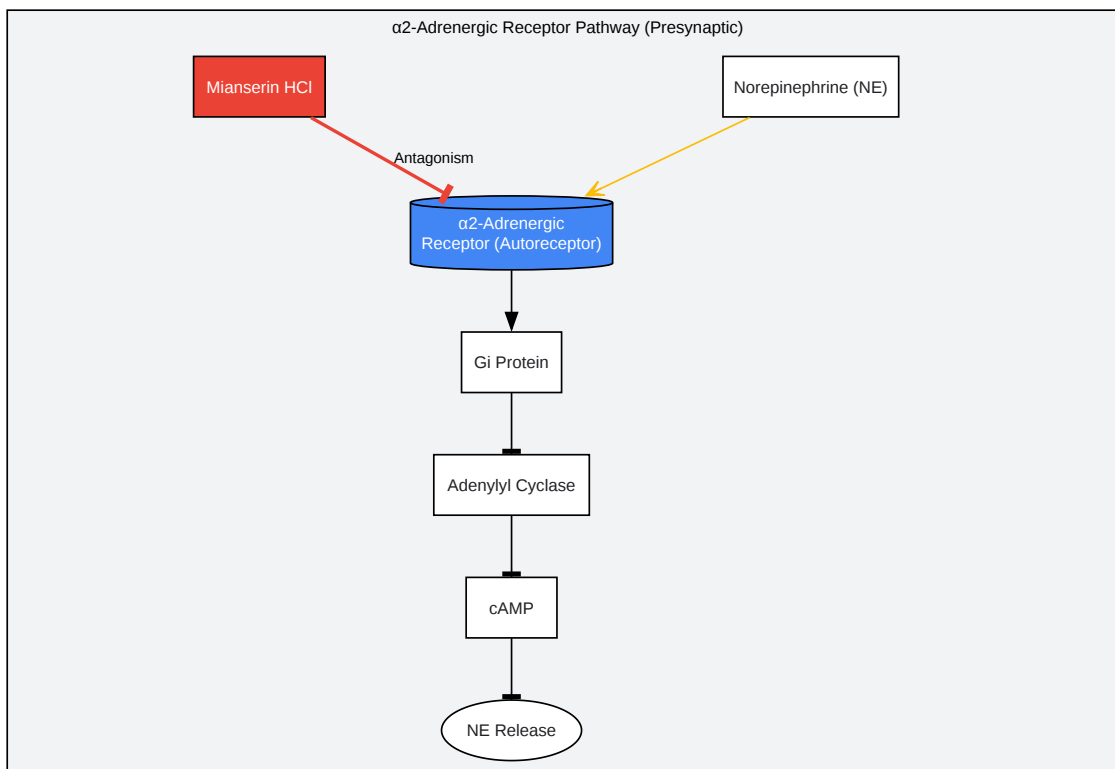 α2-Adrenergic Receptor Pathway (Presynaptic)
Mianserin HCl
Norepinephrine (NE)
Antagonism
α2-Adrenergic
Receptor (Autoreceptor)
Gi Protein
Adenylyl Cyclase
cAMP
NE Release